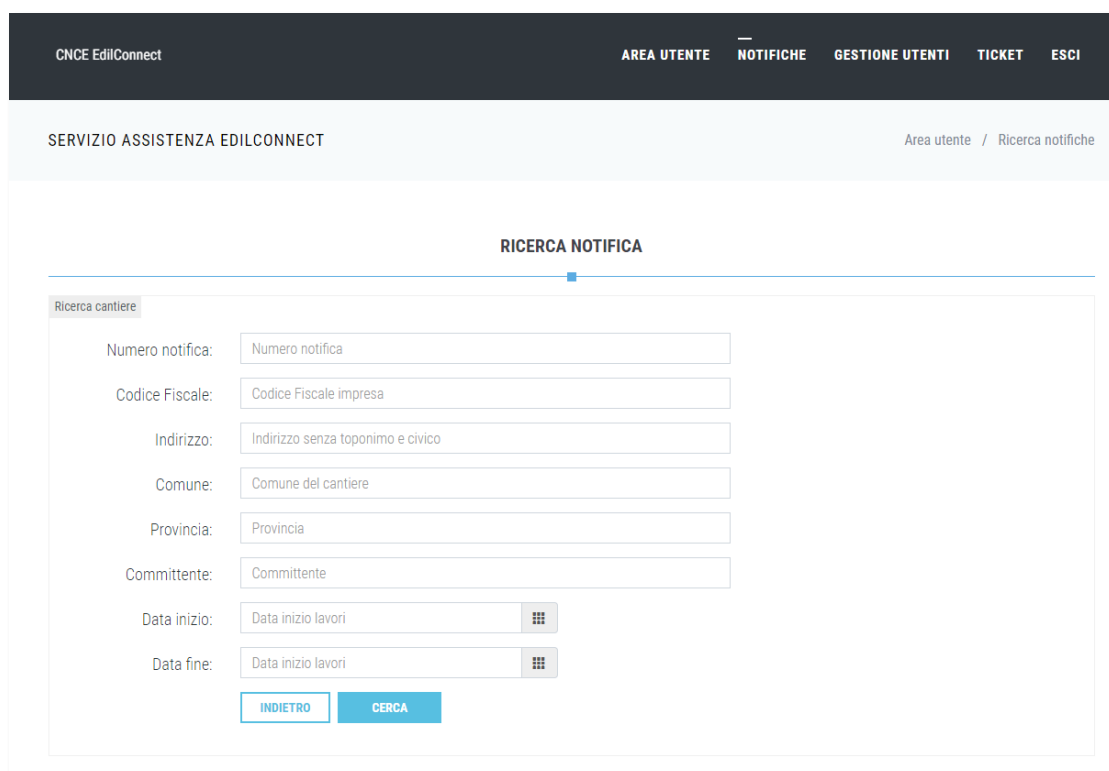 CNCE EdilConnect AREA UTENTE NOTIFICHE GESTIONE UTENTI TICKET ESCI
SERVIZIO ASSISTENZA EDILCONNECT Area utente / Ricerca notifiche
RICERCA NOTIFICA
Ricerca cantiere
Numero notifica: Numero notifica
Codice Fiscale: Codice Fiscale impresa
Indirizzo: Indirizzo senza toponimo e civico
Comune: Comune del cantiere
Provincia: Provincia
Committente: Committente
Data inizio: Data inizio lavori
Data fine: Data inizio lavori
INDIETRO CERCA